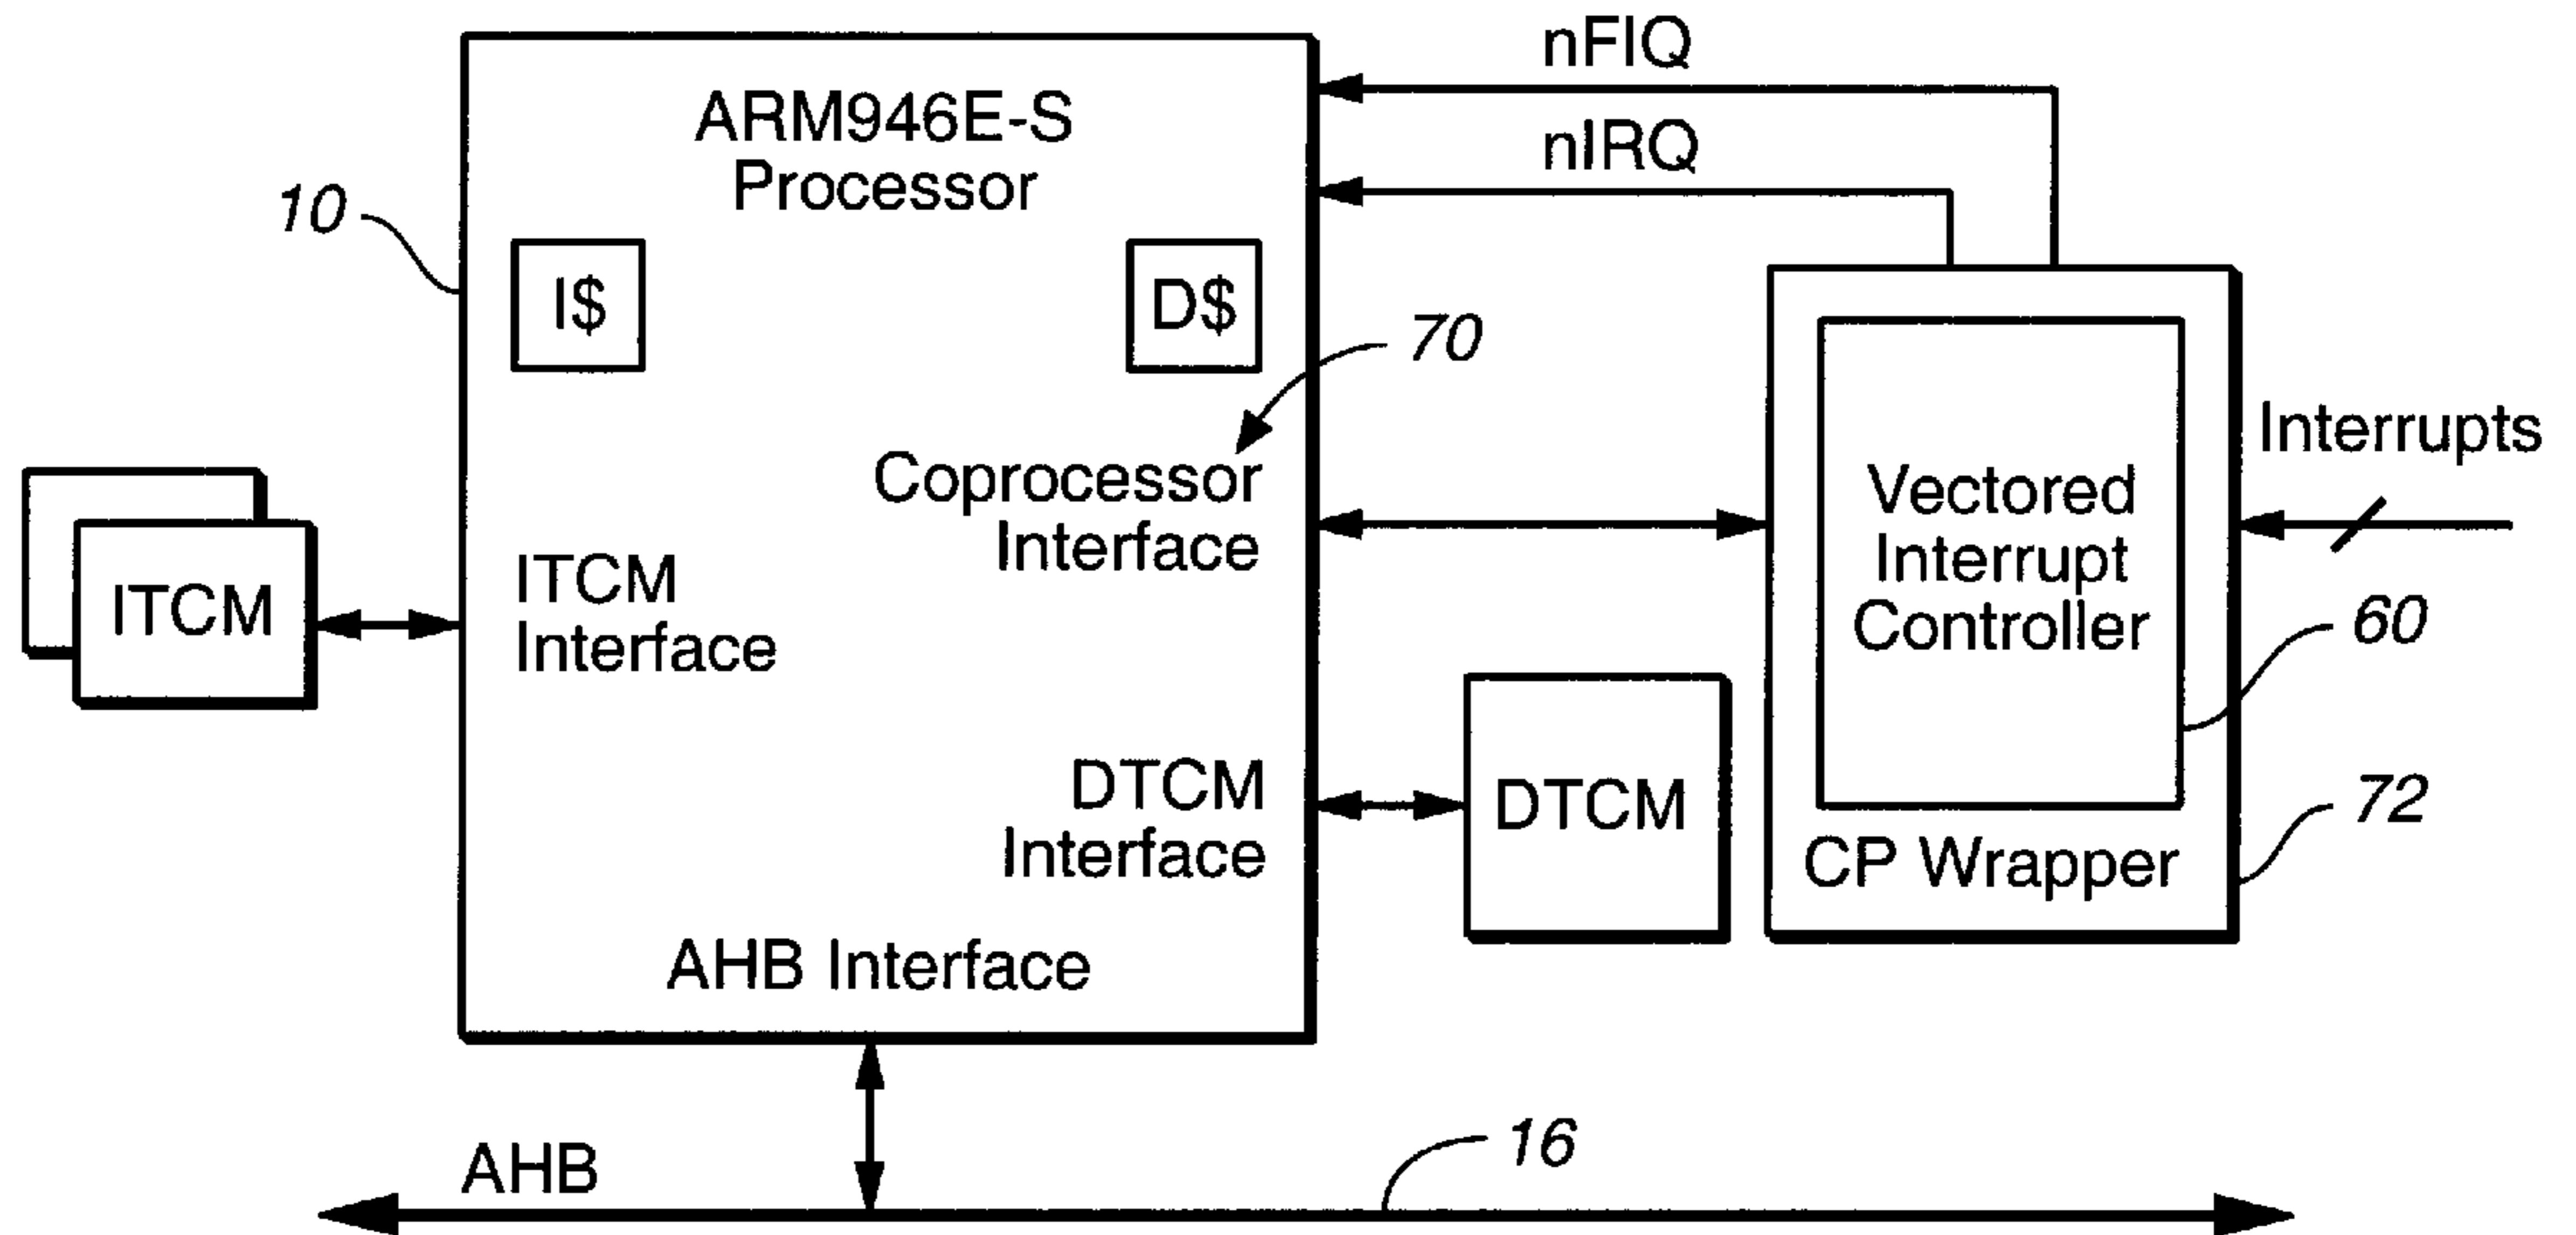 nFIQ
nIRQ
ARM946E-S
Processor
10
I$
D$
70
Coprocessor
Interface
Interrupts
Vectored
Interrupt
Controller
ITCM
ITCM
Interface
60
DTCM
Interface
DTCM
72
CP Wrapper
AHB Interface
AHB
16